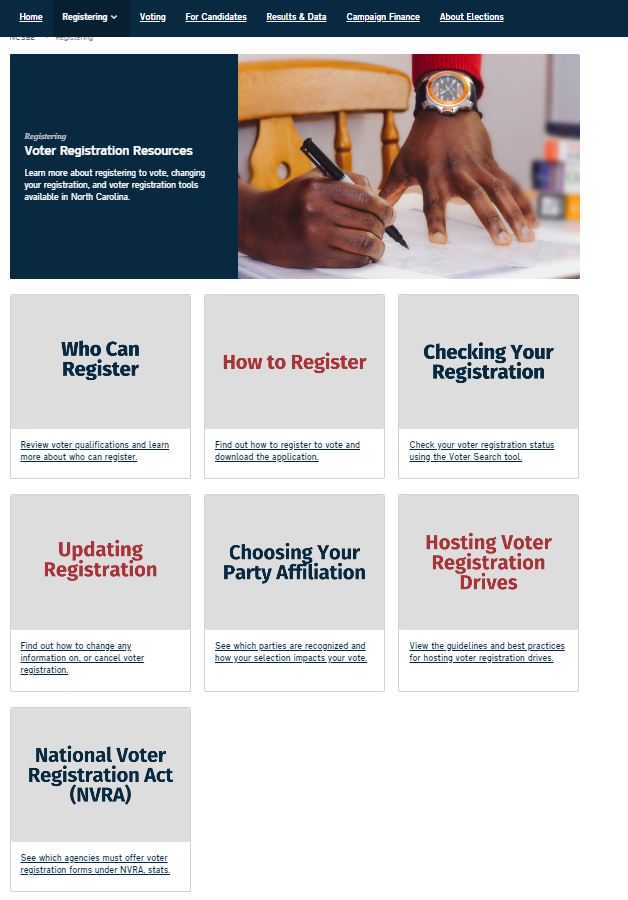 Home Registering Voting For Candidates Results & Data Campaign Finance About Elections
NCSBE Registering
Registering
Voter Registration Resources
Learn more about registering to vote, changing
your registration, and voter registration tools
available in North Carolina.
Who Can
Register
Review voter qualifications and learn
more about who can register.
How to Register
Find out how to register to vote and
download the application.
Checking Your
Registration
Check your voter registration status
using the Voter Search tool.
Updating
Registration
Find out how to change any
information on, or cancel voter
registration.
Choosing Your
Party Affiliation
See which parties are recognized and
how your selection impacts your vote.
Hosting Voter
Registration
Drives
View the guidelines and best practices
for hosting voter registration drives.
National Voter
Registration Act
(NVRA)
See which agencies must offer voter
registration forms under NVRA, stats.